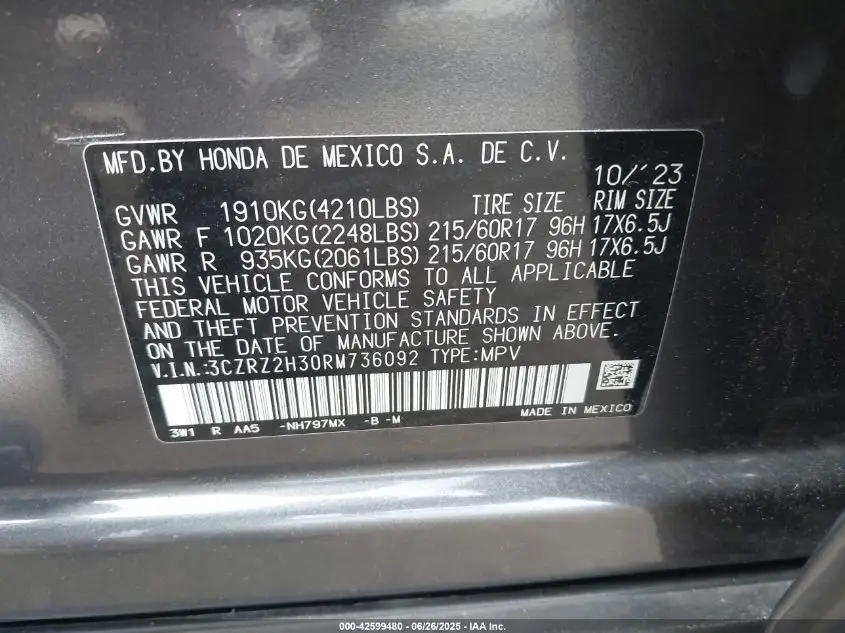 MFD.BY HONDA DE MEXICO S.A. DE C.V.
10/'23
GVWR 1910KG(4210LBS) TIRE SIZE RIM SIZE
GAWR F 1020KG(2248LBS) 215/60R17 96H 17X6.5J
GAWR R 935KG(2061LBS) 215/60R17 96H 17X6.5J
THIS VEHICLE CONFORMS TO ALL APPLICABLE
FEDERAL MOTOR VEHICLE SAFETY
AND THEFT PREVENTION STANDARDS IN EFFECT
ON THE DATE OF MANUFACTURE SHOWN ABOVE.
V.I.N.:3CZRZ2H30RM736092 TYPE:MPV
MADE IN MEXICO
3W1 R AA5 -NH797MX -B -M
000-42599480 - 06/26/2025 - IAA Inc.